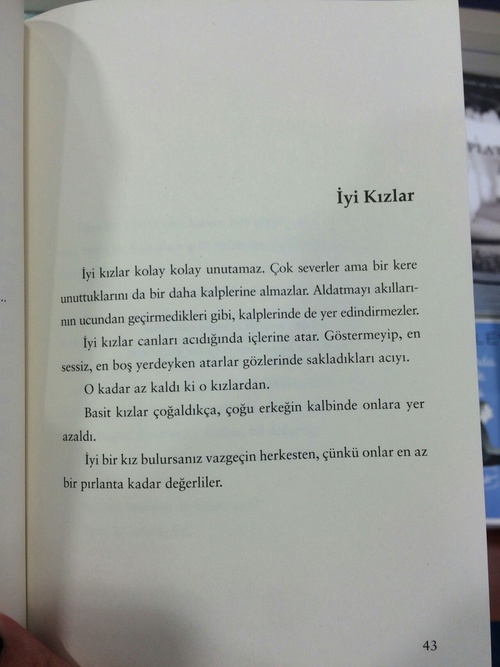 İyi Kızlar
İyi kızlar kolay kolay unutamaz. Çok severler ama bir kere
unuttuklarını da bir daha kalplerine almazlar. Aldatmayı akılları-
nın ucundan geçirmedikleri gibi, kalplerinde de yer edindirmezler.
İyi kızlar canları acıdığında içlerine atar. Göstermeyip, en
sessiz, en boş yerdeyken atarlar gözlerinde sakladıkları acıyı.
O kadar az kaldı ki o kızlardan.
Basit kızlar çoğaldıkça, çoğu erkeğin kalbinde onlara yer
azaldı.
İyi bir kız bulursanız vazgeçin herkesten, çünkü onlar en az
bir pırlanta kadar değerliler.
43